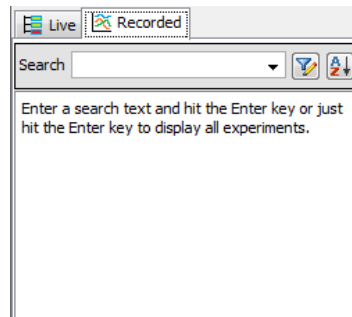 Live Recorded
Search
Enter a search text and hit the Enter key or just
hit the Enter key to display all experiments.